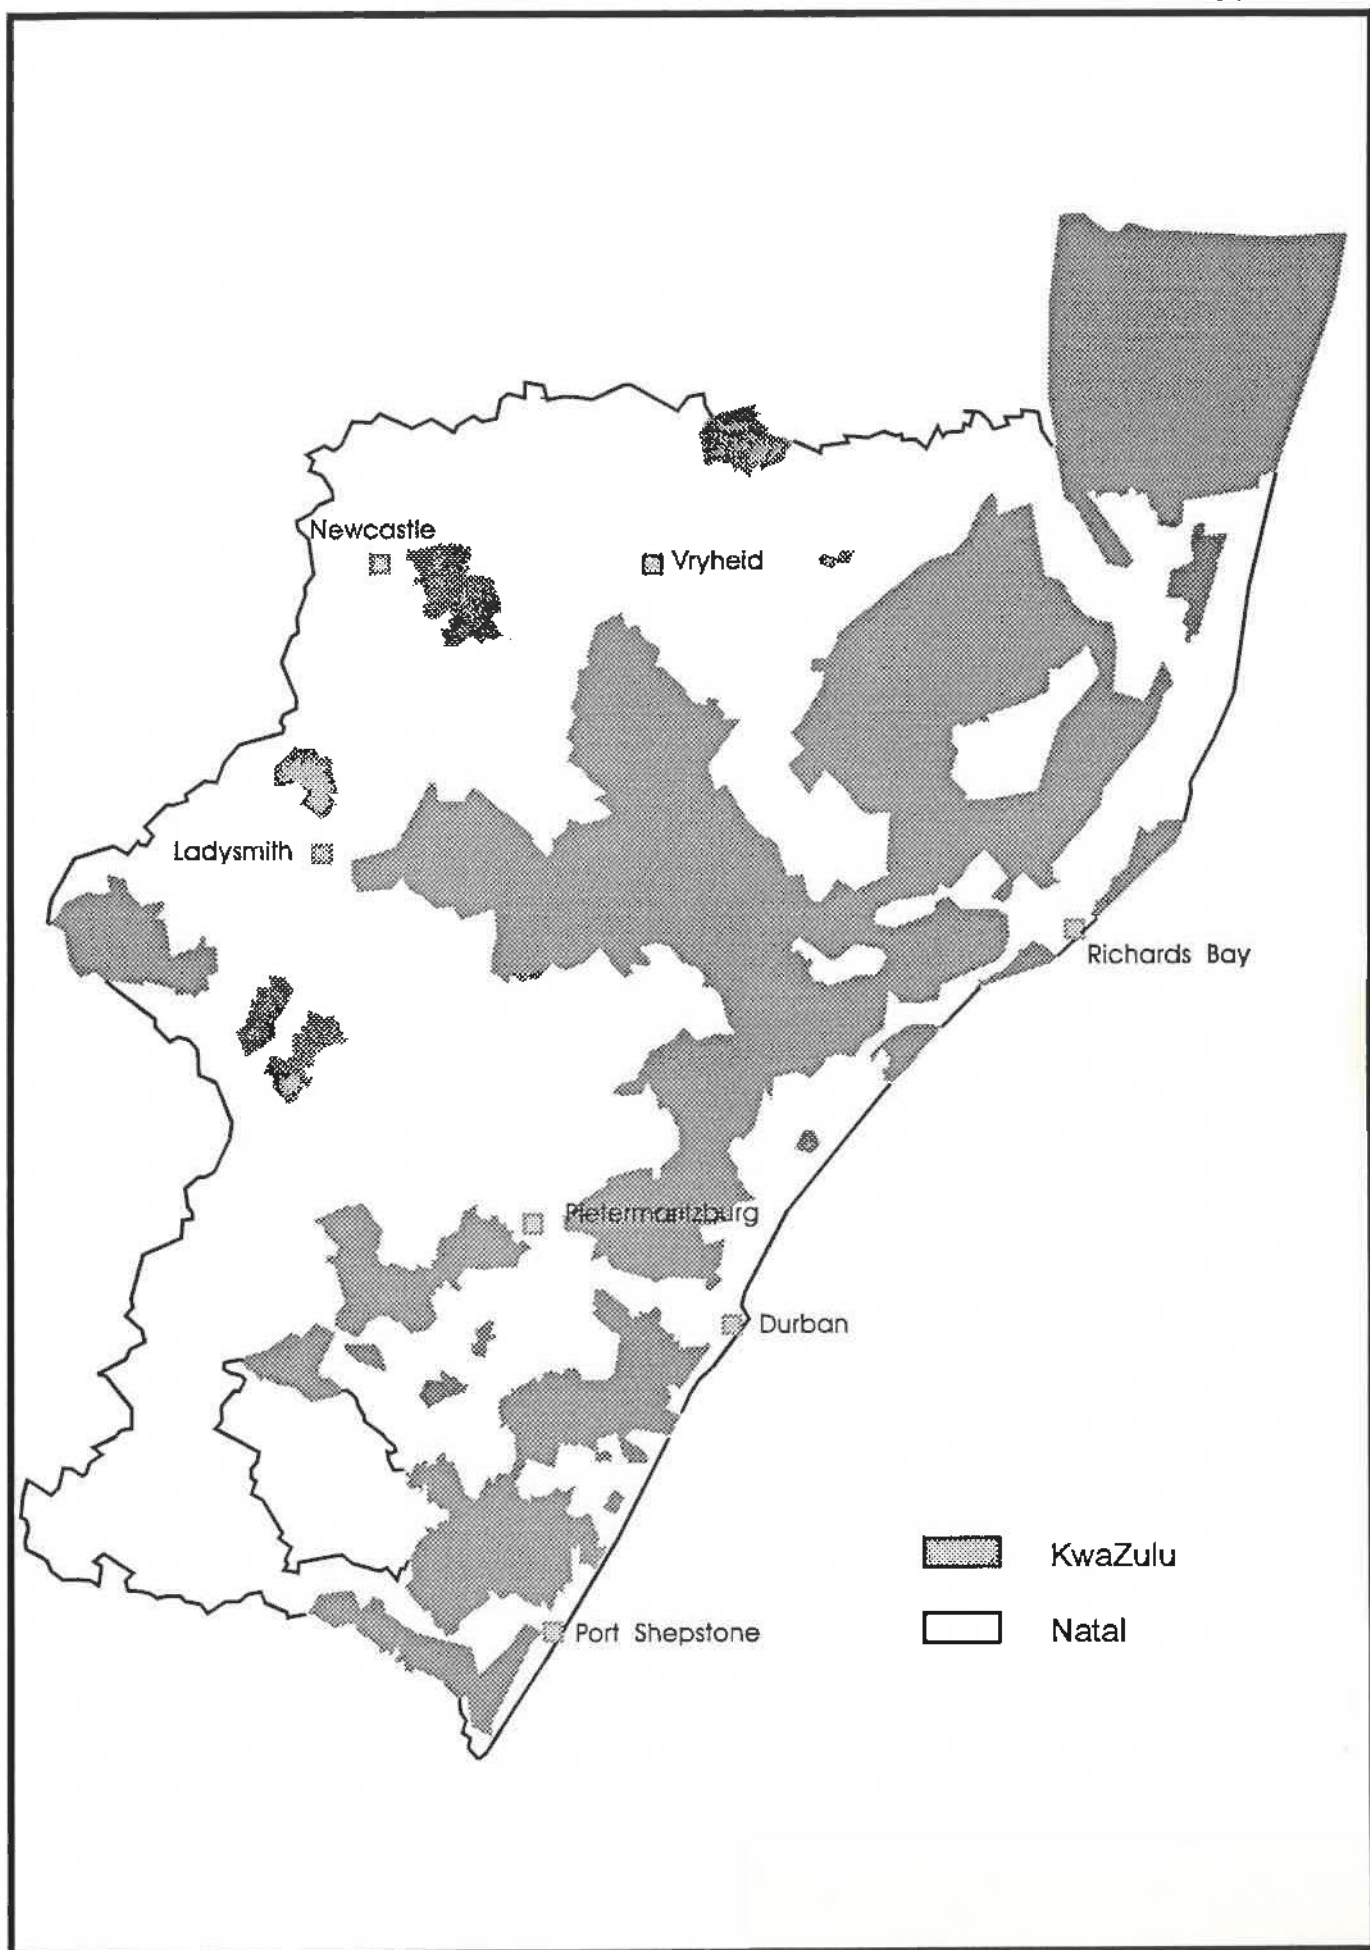 Newcastle
Vryheid
Ladysmith
Richards Bay
Pietermaritzburg
Durban
KwaZulu
Natal
Port Shepstone